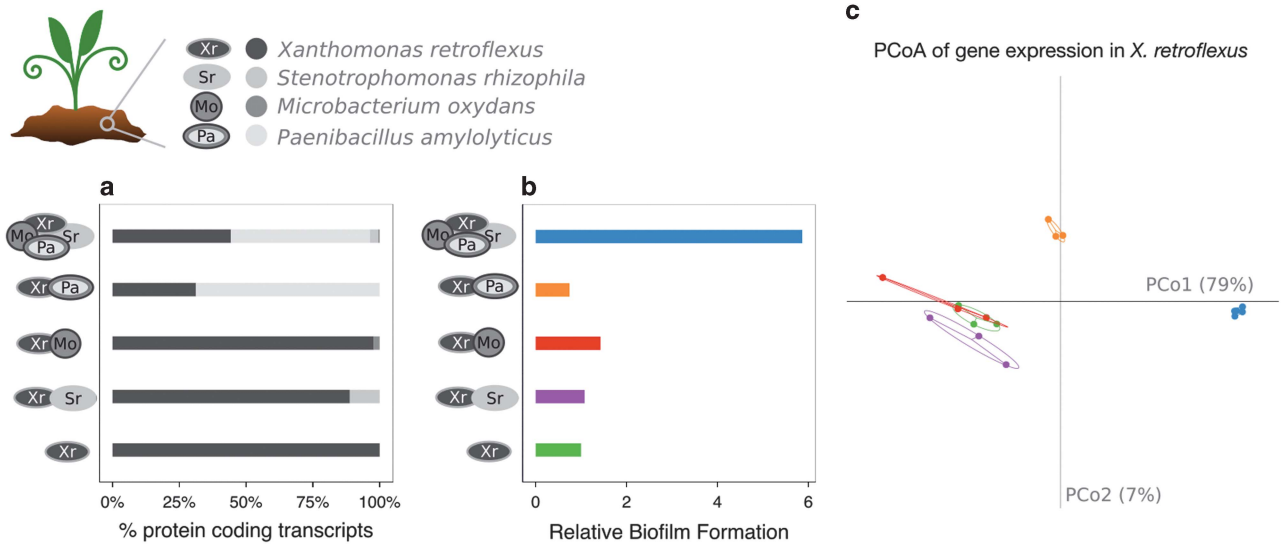 c
PCoA of gene expression in X. retroflexus
Xr Xanthomonas retroflexus
Sr Stenotrophomonas rhizophila
Mo Microbacterium oxydans
Pa Paenibacillus amylolyticus
a
b
Xr
Mo Sr
Pa
Xr Pa
Xr Mo
Xr Sr
Xr
0% 25% 50% 75% 100%
% protein coding transcripts
Xr
Mo Sr
Pa
Xr Pa
Xr Mo
Xr Sr
Xr
0 2 4 6
Relative Biofilm Formation
PCo1 (79%)
PCo2 (7%)